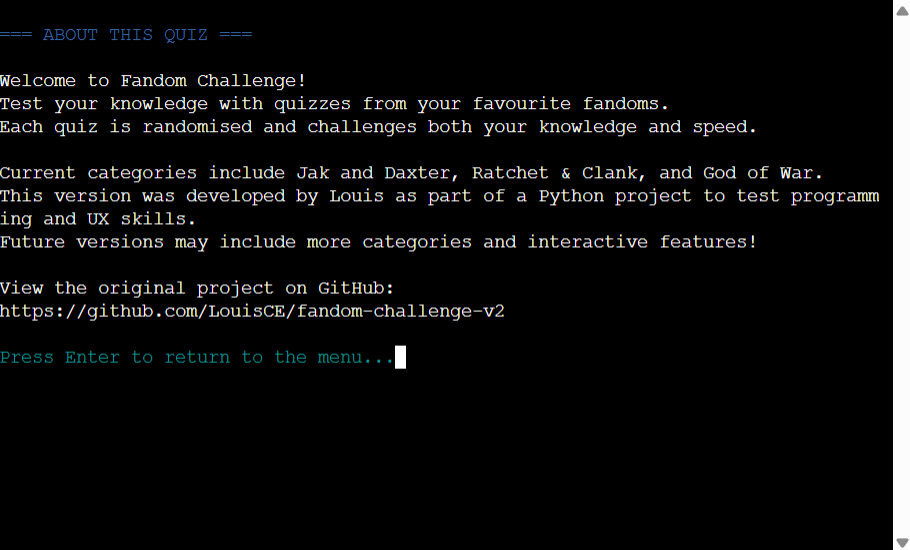 === ABOUT THIS QUIZ ===
Welcome to Fandom Challenge!
Test your knowledge with quizzes from your favourite fandoms.
Each quiz is randomised and challenges both your knowledge and speed.
Current categories include Jak and Daxter, Ratchet & Clank, and God of War.
This version was developed by Louis as part of a Python project to test programm
ing and UX skills.
Future versions may include more categories and interactive features!
View the original project on GitHub:
https://github.com/LouisCE/fandom-challenge-v2
Press Enter to return to the menu...